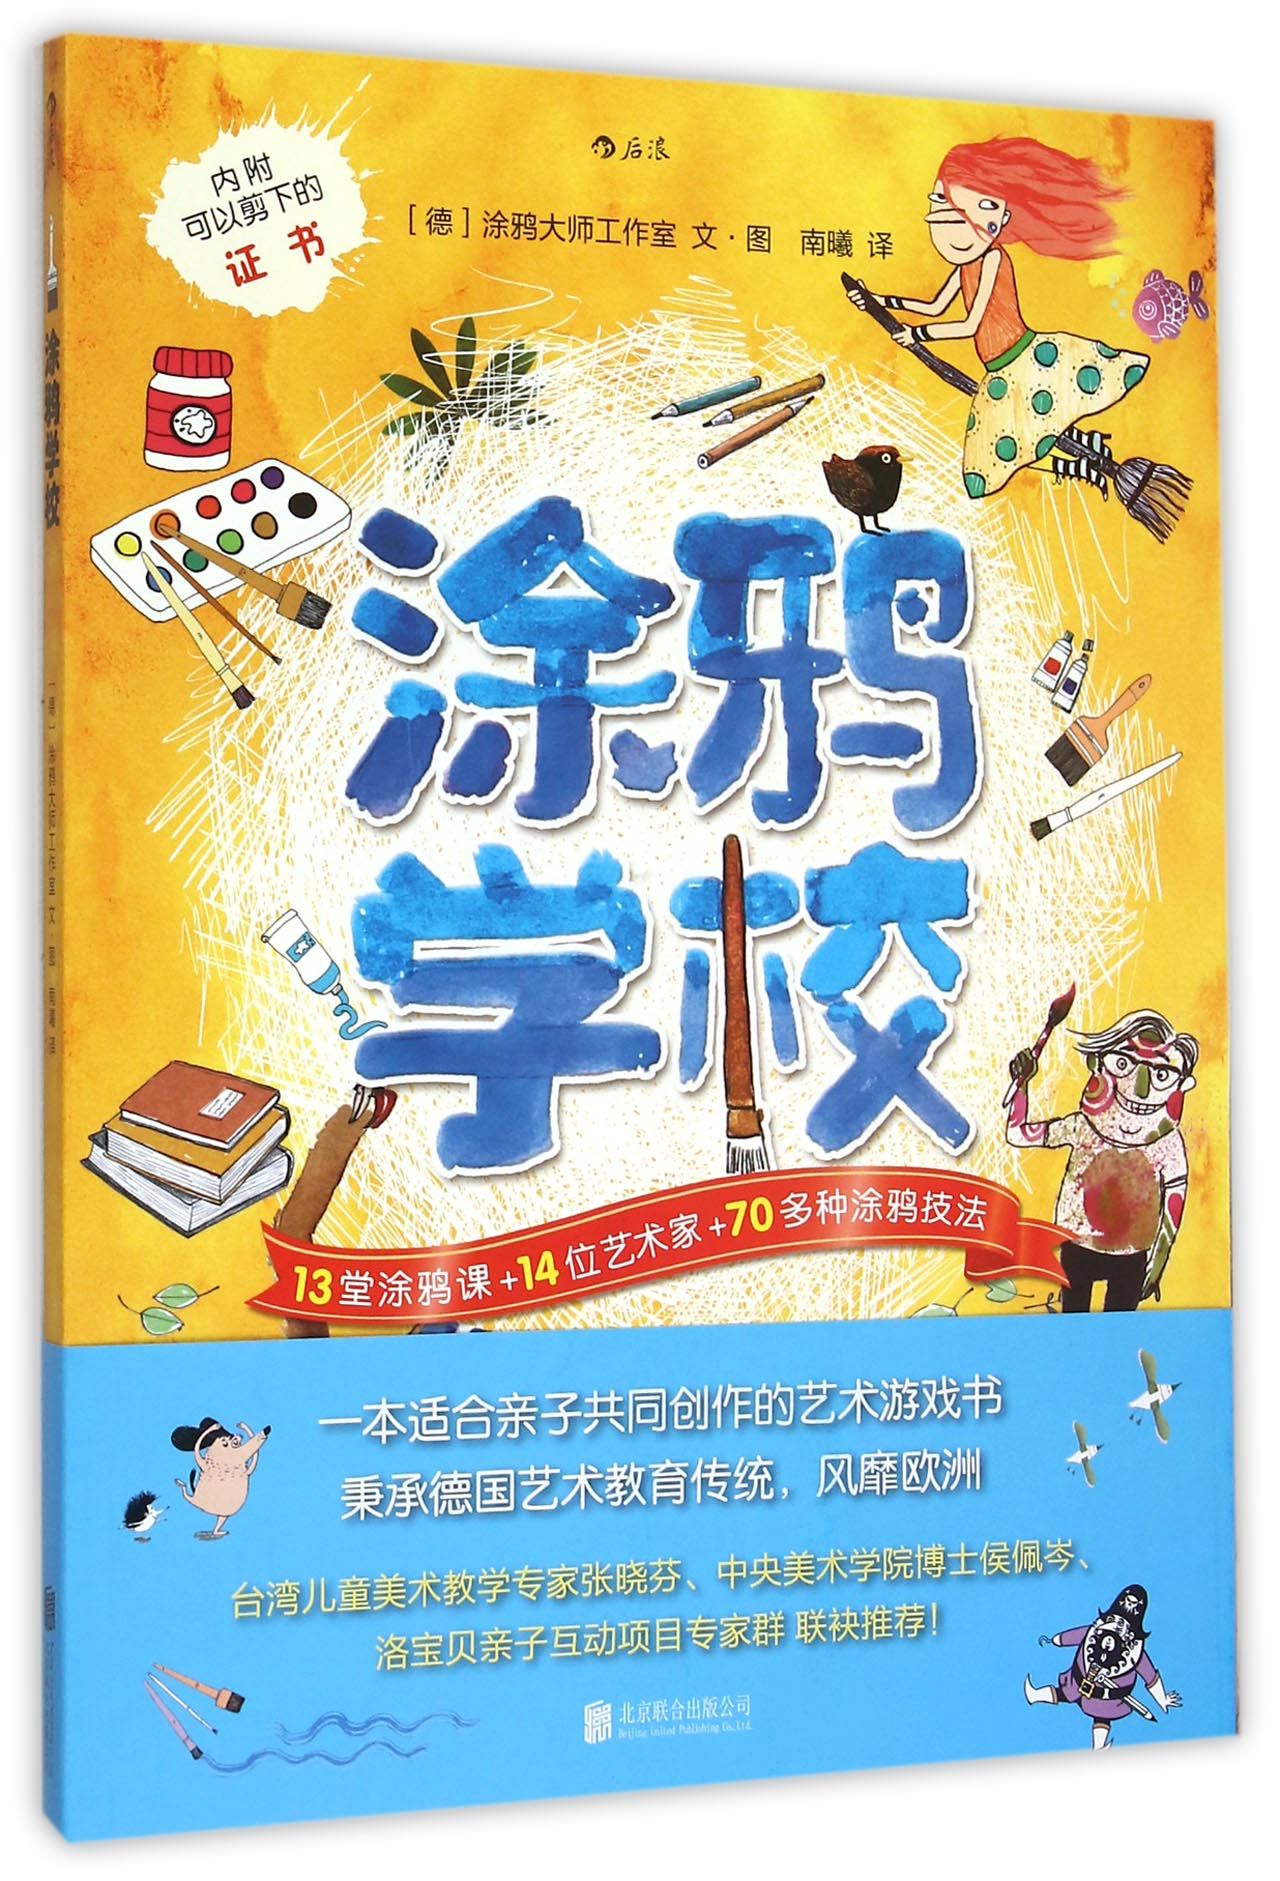 后浪
内附
可以剪下的
证书
[德] 涂鸦大师工作室 文·图 南曦 译
涂鸦
学校
13堂涂鸦课+14位艺术家+70多种涂鸦技法
一本适合亲子共同创作的艺术游戏书
秉承德国艺术教育传统，风靡欧洲
台湾儿童美术教学专家张晓芬、中央美术学院博士侯佩岑、
洛宝贝亲子互动项目专家群 联袂推荐！
北京联合出版公司
Beijing United Publishing Co.,Ltd.
涂鸦学校
[德] 涂鸦大师工作室 文·图 南曦 译